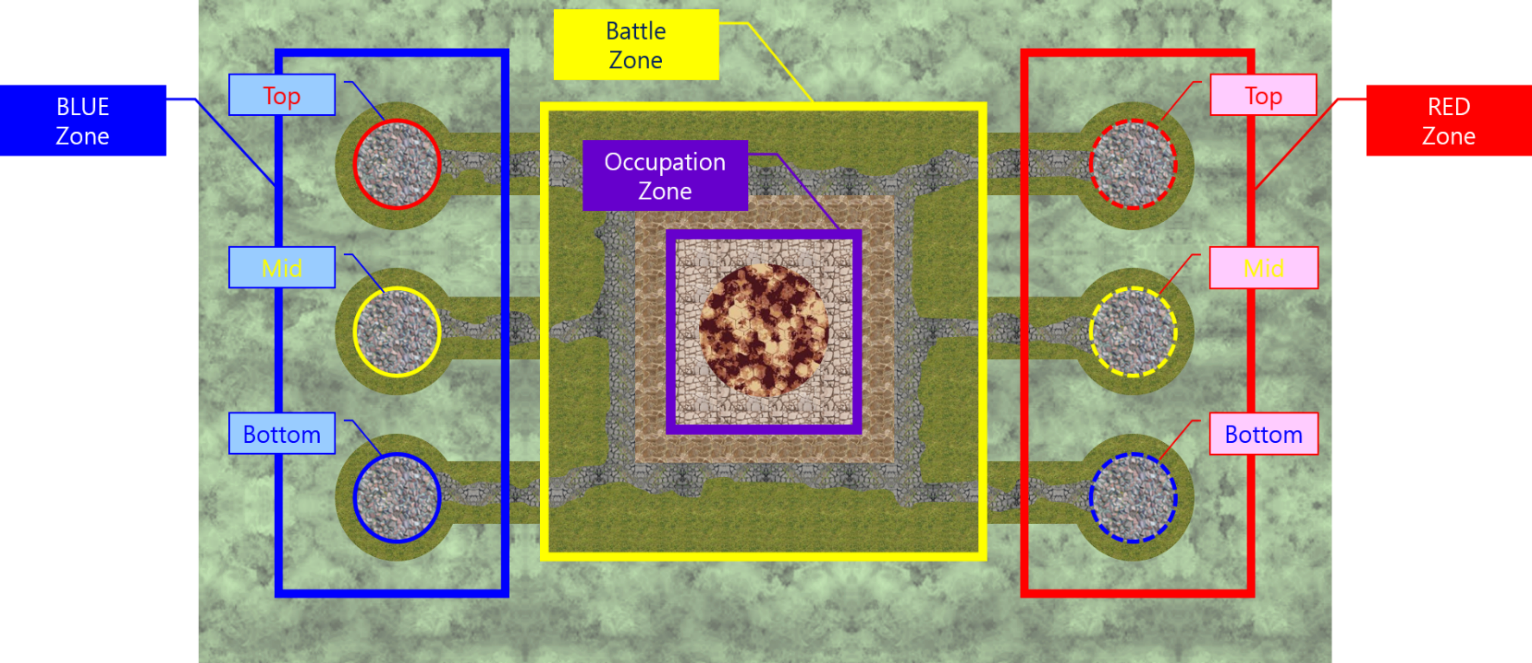 Battle
Zone
BLUE
Zone
Top
Top
RED
Zone
Occupation
Zone
Mid
Mid
Bottom
Bottom